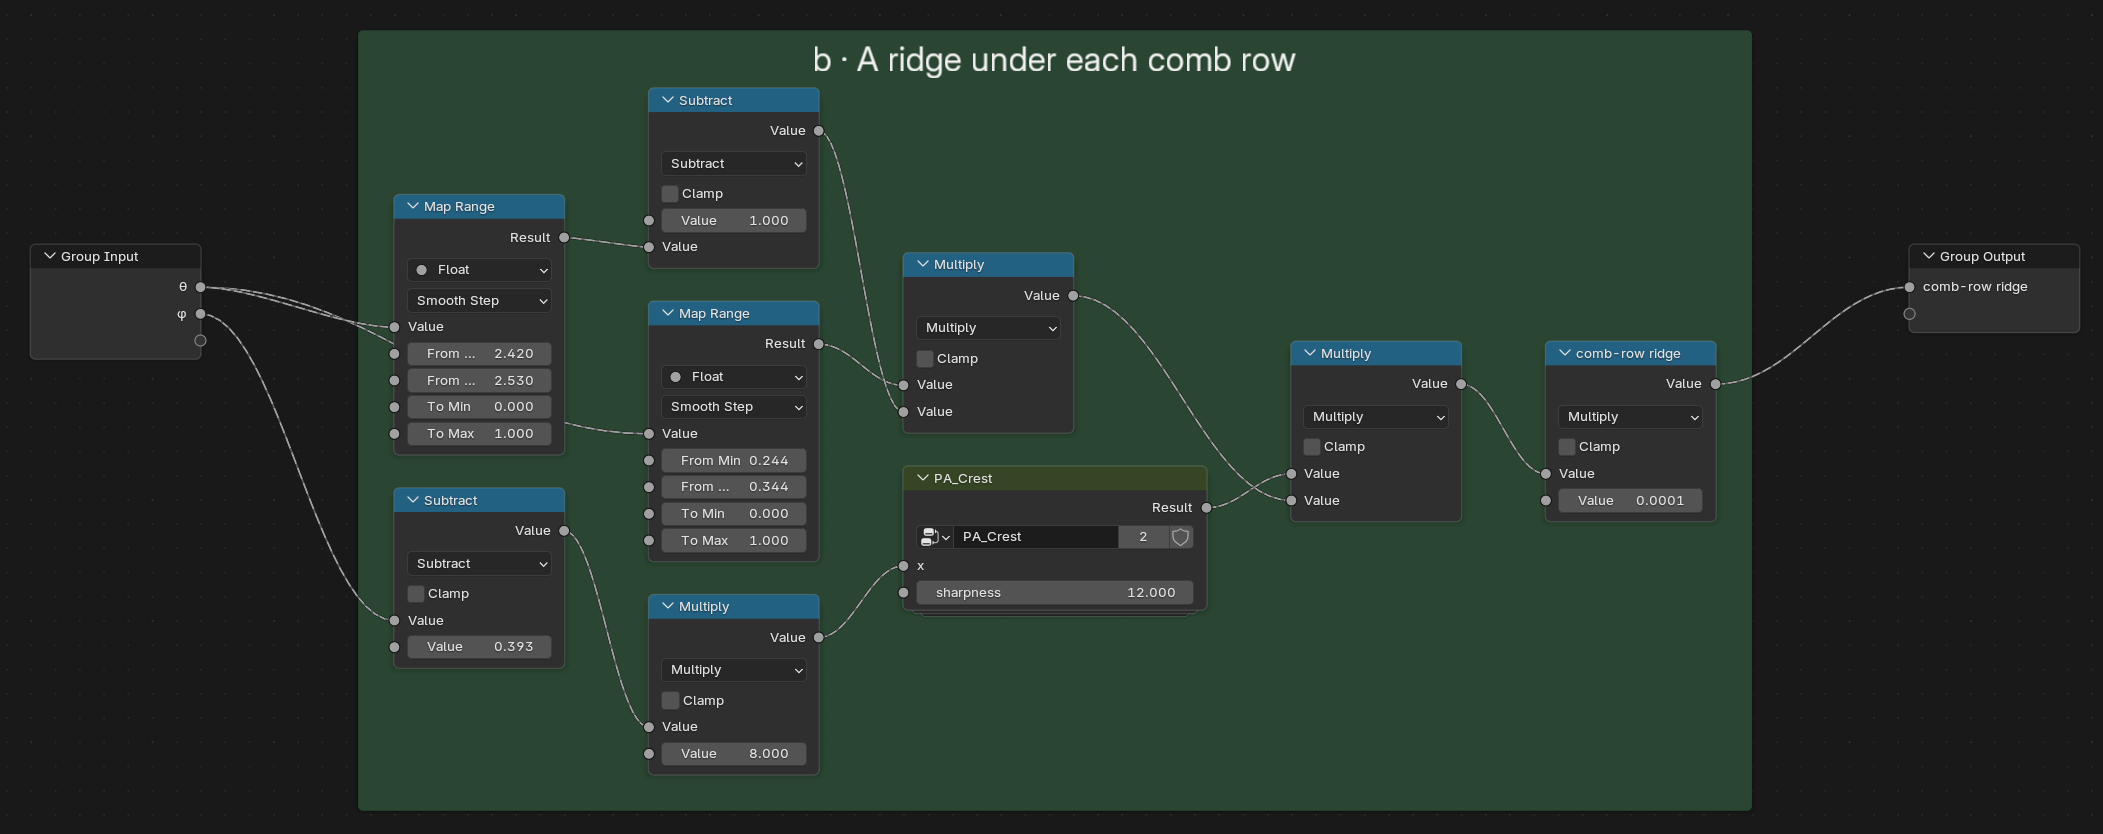 b · A ridge under each comb row
Group Input
θ
φ
Map Range
Result
Float
Smooth Step
Value
From ... 2.420
From ... 2.530
To Min 0.000
To Max 1.000
Subtract
Value
Subtract
Clamp
Value
Value 0.393
Subtract
Value
Subtract
Clamp
Value 1.000
Value
Map Range
Result
Float
Smooth Step
Value
From Min 0.244
From ... 0.344
To Min 0.000
To Max 1.000
Multiply
Value
Multiply
Clamp
Value
Value 8.000
Multiply
Value
Multiply
Clamp
Value
Value
PA_Crest
Result
PA_Crest 2
x
sharpness 12.000
Multiply
Value
Multiply
Clamp
Value
Value
comb-row ridge
Value
Multiply
Clamp
Value
Value 0.0001
Group Output
comb-row ridge